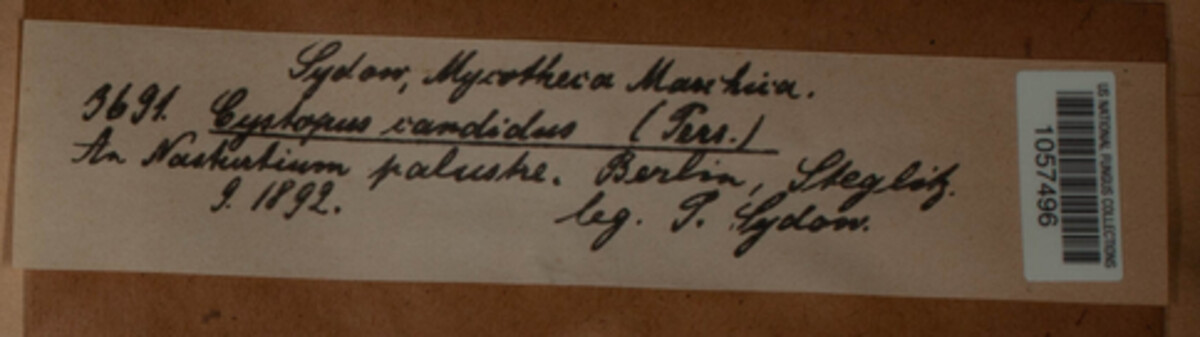 Sydow, Mycotheca Marchica.
3691. Cystopus candidus (Pers.)
An Nasturtium palustre. Berlin, Steglitz.
9. 1892. leg. P. Sydow.
US NATIONAL FUNGUS COLLECTIONS
1057496